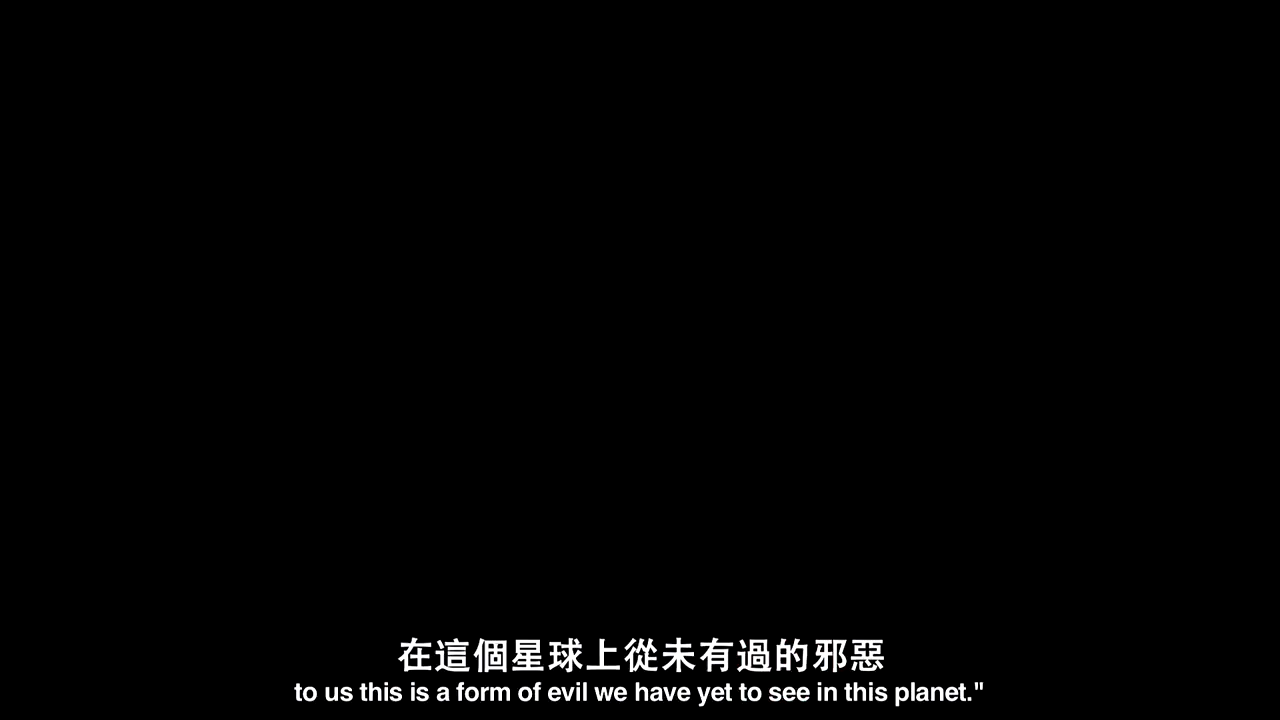 在這個星球上從未有過的邪惡
to us this is a form of evil we have yet to see in this planet."